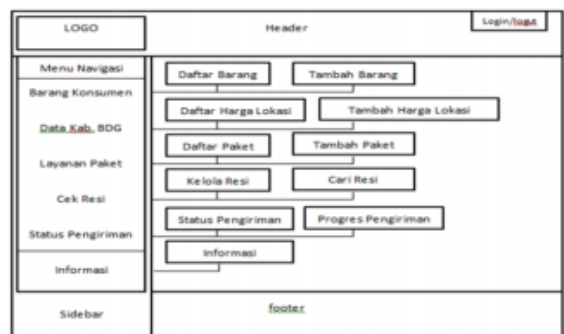 LOGO
Header
Login/logut
Menu Navigasi
Daftar Barang
Tambah Barang
Barang Konsumen
Daftar Harga Lokasi
Tambah Harga Lokasi
Data Kab. BDG
Daftar Paket
Tambah Paket
Layanan Paket
Kelola Resi
Cari Resi
Cek Resi
Status Pengiriman
Progres Pengiriman
Status Pengiriman
Informasi
Informasi
Sidebar
footer